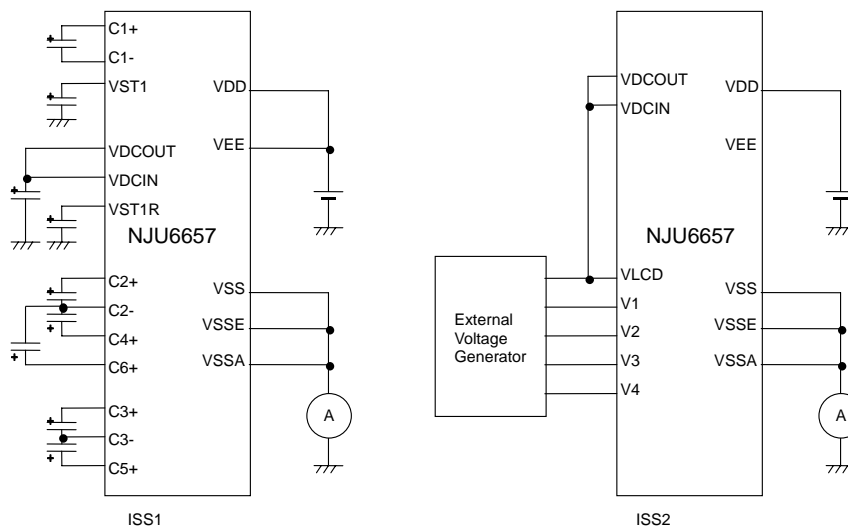 C1+
C1-
VST1
VDD
VDCOUT
VEE
VDCIN
VST1R
NJU6657
C2+
VSS
C2-
VSSE
C4+
VSSA
C6+
C3+
A
C3-
C5+
ISS1
VDCOUT
VDD
VDCIN
VEE
NJU6657
VLCD
VSS
V1
External
Voltage
Generator
VSSE
V2
V3
VSSA
V4
A
ISS2